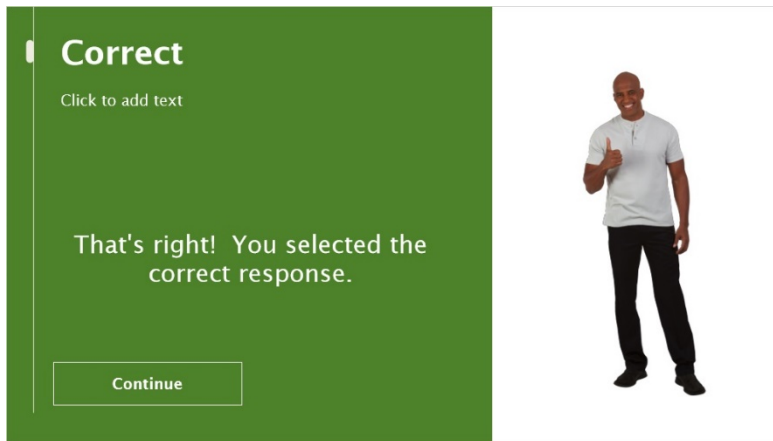 Correct
Click to add text
That's right!  You selected the
correct response.
Continue